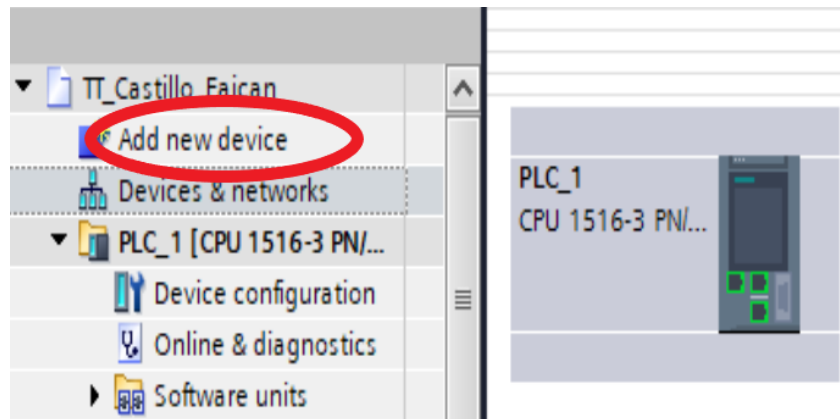 TT_Castillo_Faican
Add new device
Devices & networks
PLC_1 [CPU 1516-3 PN/...
Device configuration
Online & diagnostics
Software units
PLC_1
CPU 1516-3 PN/...